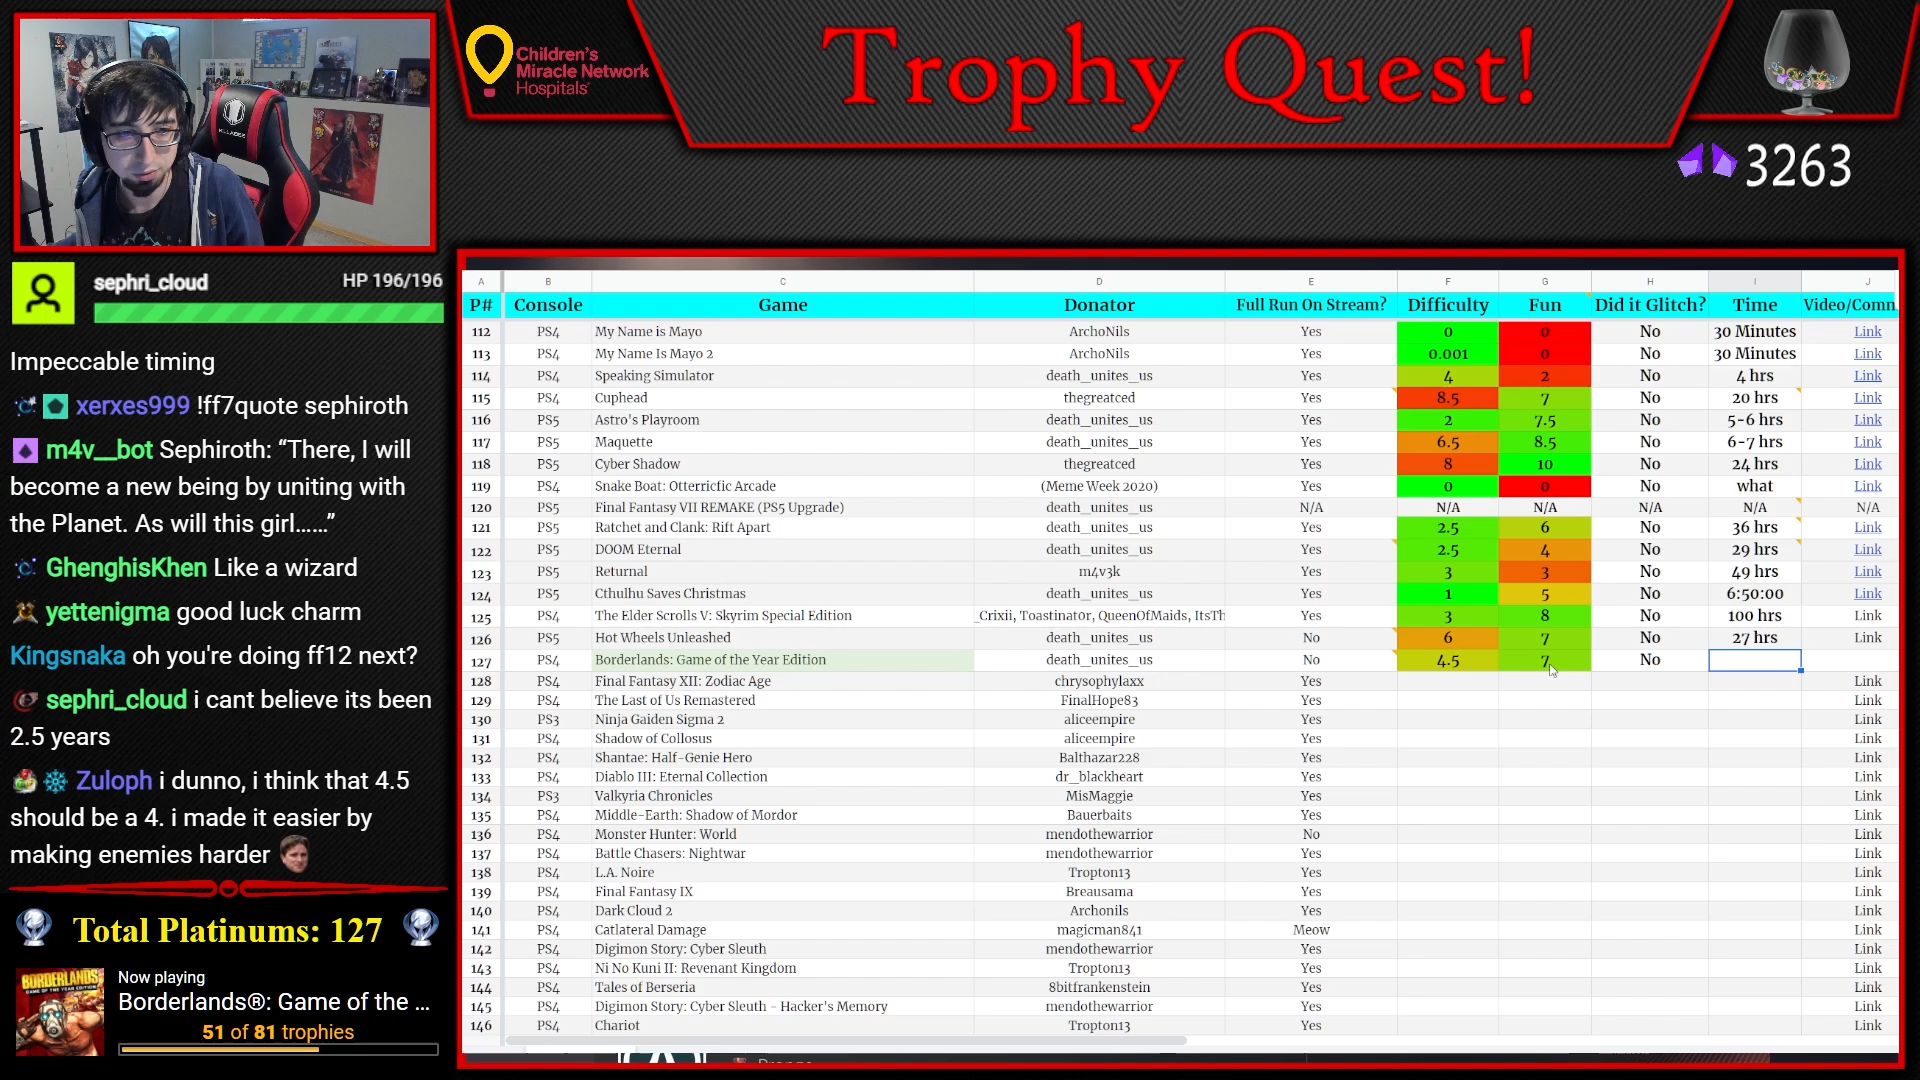 Children's
Miracle Network
Hospitals
Trophy Quest!
3263
KILLABEE
sephri_cloud HP 196/196
Impeccable timing
xerxes999 !ff7quote sephiroth
m4v__bot Sephiroth: “There, I will
become a new being by uniting with
the Planet. As will this girl……”
GhenghisKhen Like a wizard
yettenigma good luck charm
Kingsnaka oh you're doing ff12 next?
sephri_cloud i cant believe its been
2.5 years
Zuloph i dunno, i think that 4.5
should be a 4. i made it easier by
making enemies harder
Total Platinums: 127
BORDERLANDS
Now playing
Borderlands®: Game of the ...
51 of 81 trophies
A B C D E F G H I J
P# Console Game Donator Full Run On Stream? Difficulty Fun Did it Glitch? Time Video/Comn
112 PS4 My Name is Mayo ArchoNils Yes 0 0 No 30 Minutes Link
113 PS4 My Name Is Mayo 2 ArchoNils Yes 0.001 0 No 30 Minutes Link
114 PS4 Speaking Simulator death_unites_us Yes 4 2 No 4 hrs Link
115 PS4 Cuphead thegreatced Yes 8.5 7 No 20 hrs Link
116 PS5 Astro's Playroom death_unites_us Yes 2 7.5 No 5-6 hrs Link
117 PS5 Maquette death_unites_us Yes 6.5 8.5 No 6-7 hrs Link
118 PS5 Cyber Shadow thegreatced Yes 8 10 No 24 hrs Link
119 PS4 Snake Boat: Otterrificfic Arcade (Meme Week 2020) Yes 0 0 No what Link
120 PS5 Final Fantasy VII REMAKE (PS5 Upgrade) death_unites_us N/A N/A N/A N/A N/A N/A
121 PS5 Ratchet and Clank: Rift Apart death_unites_us Yes 2.5 6 No 36 hrs Link
122 PS5 DOOM Eternal death_unites_us Yes 2.5 4 No 29 hrs Link
123 PS5 Returnal m4v3k Yes 3 3 No 49 hrs Link
124 PS5 Cthulhu Saves Christmas death_unites_us Yes 1 5 No 6:50:00 Link
125 PS4 The Elder Scrolls V: Skyrim Special Edition _Crixii, Toastinator, QueenOfMaids, ItsTh Yes 3 8 No 100 hrs Link
126 PS5 Hot Wheels Unleashed death_unites_us No 6 7 No 27 hrs Link
127 PS4 Borderlands: Game of the Year Edition death_unites_us No 4.5 7 No
128 PS4 Final Fantasy XII: Zodiac Age chrysophylaxx Yes Link
129 PS4 The Last of Us Remastered FinalHope83 Yes Link
130 PS3 Ninja Gaiden Sigma 2 aliceempire Yes Link
131 PS4 Shadow of Collosus aliceempire Yes Link
132 PS4 Shantae: Half-Genie Hero Balthazar228 Yes Link
133 PS4 Diablo III: Eternal Collection dr_blackheart Yes Link
134 PS3 Valkyria Chronicles MisMaggie Yes Link
135 PS4 Middle-Earth: Shadow of Mordor Bauerbaits Yes Link
136 PS4 Monster Hunter: World mendothewarrior No Link
137 PS4 Battle Chasers: Nightwar mendothewarrior Yes Link
138 PS4 L.A. Noire Tropton13 Yes Link
139 PS4 Final Fantasy IX Breausama Yes Link
140 PS4 Dark Cloud 2 Archonils Yes Link
141 PS4 Catlateral Damage magicman841 Meow Link
142 PS4 Digimon Story: Cyber Sleuth mendothewarrior Yes Link
143 PS4 Ni No Kuni II: Revenant Kingdom Tropton13 Yes Link
144 PS4 Tales of Berseria 8bitfrankenstein Yes Link
145 PS4 Digimon Story: Cyber Sleuth - Hacker's Memory mendothewarrior Yes Link
146 PS4 Chariot Tropton13 Yes Link